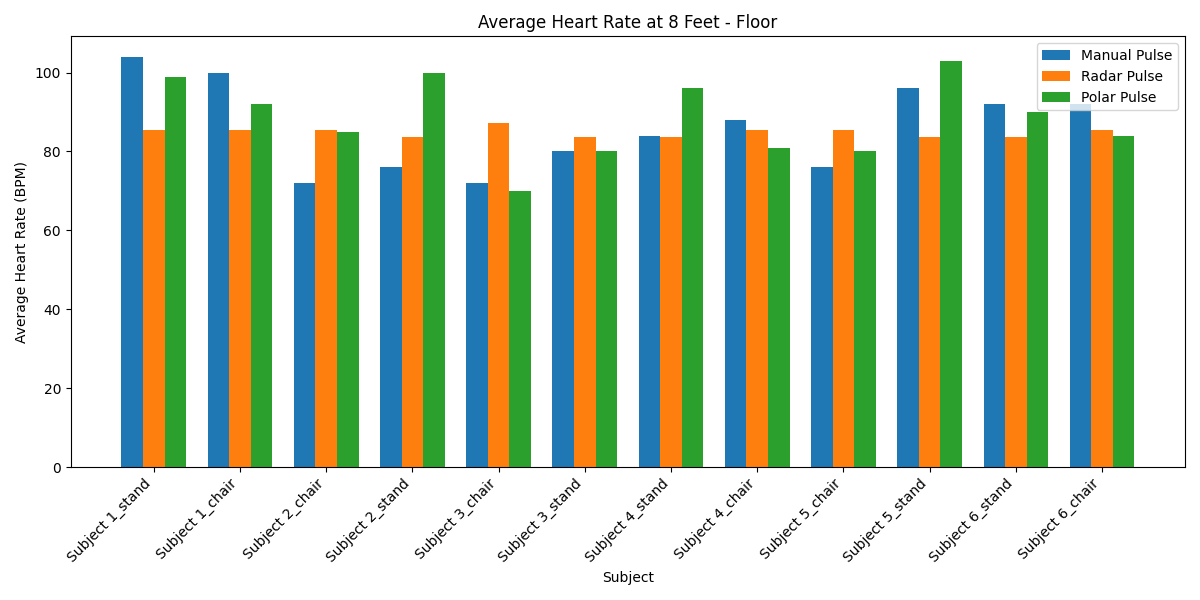 Average Heart Rate at 8 Feet - Floor
Manual Pulse
Radar Pulse
Polar Pulse
Average Heart Rate (BPM)
100
80
60
40
20
0
Subject 1_stand
Subject 1_chair
Subject 2_chair
Subject 2_stand
Subject 3_chair
Subject 3_stand
Subject 4_stand
Subject 4_chair
Subject 5_chair
Subject 5_stand
Subject 6_stand
Subject 6_chair
Subject